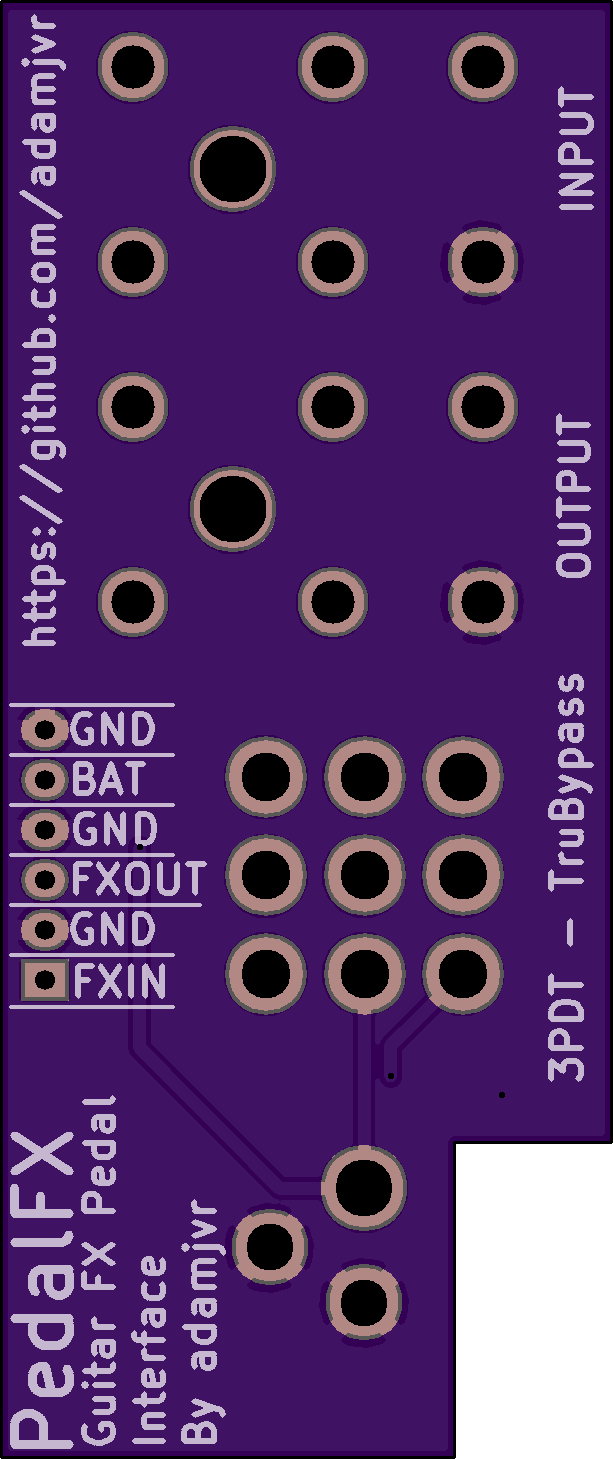 https://github.com/adamjvr
INPUT
OUTPUT
GND
BAT
GND
FXOUT
GND
FXIN
3PDT - TruBypass
PedalFX
Guitar FX Pedal
Interface
By adamjvr